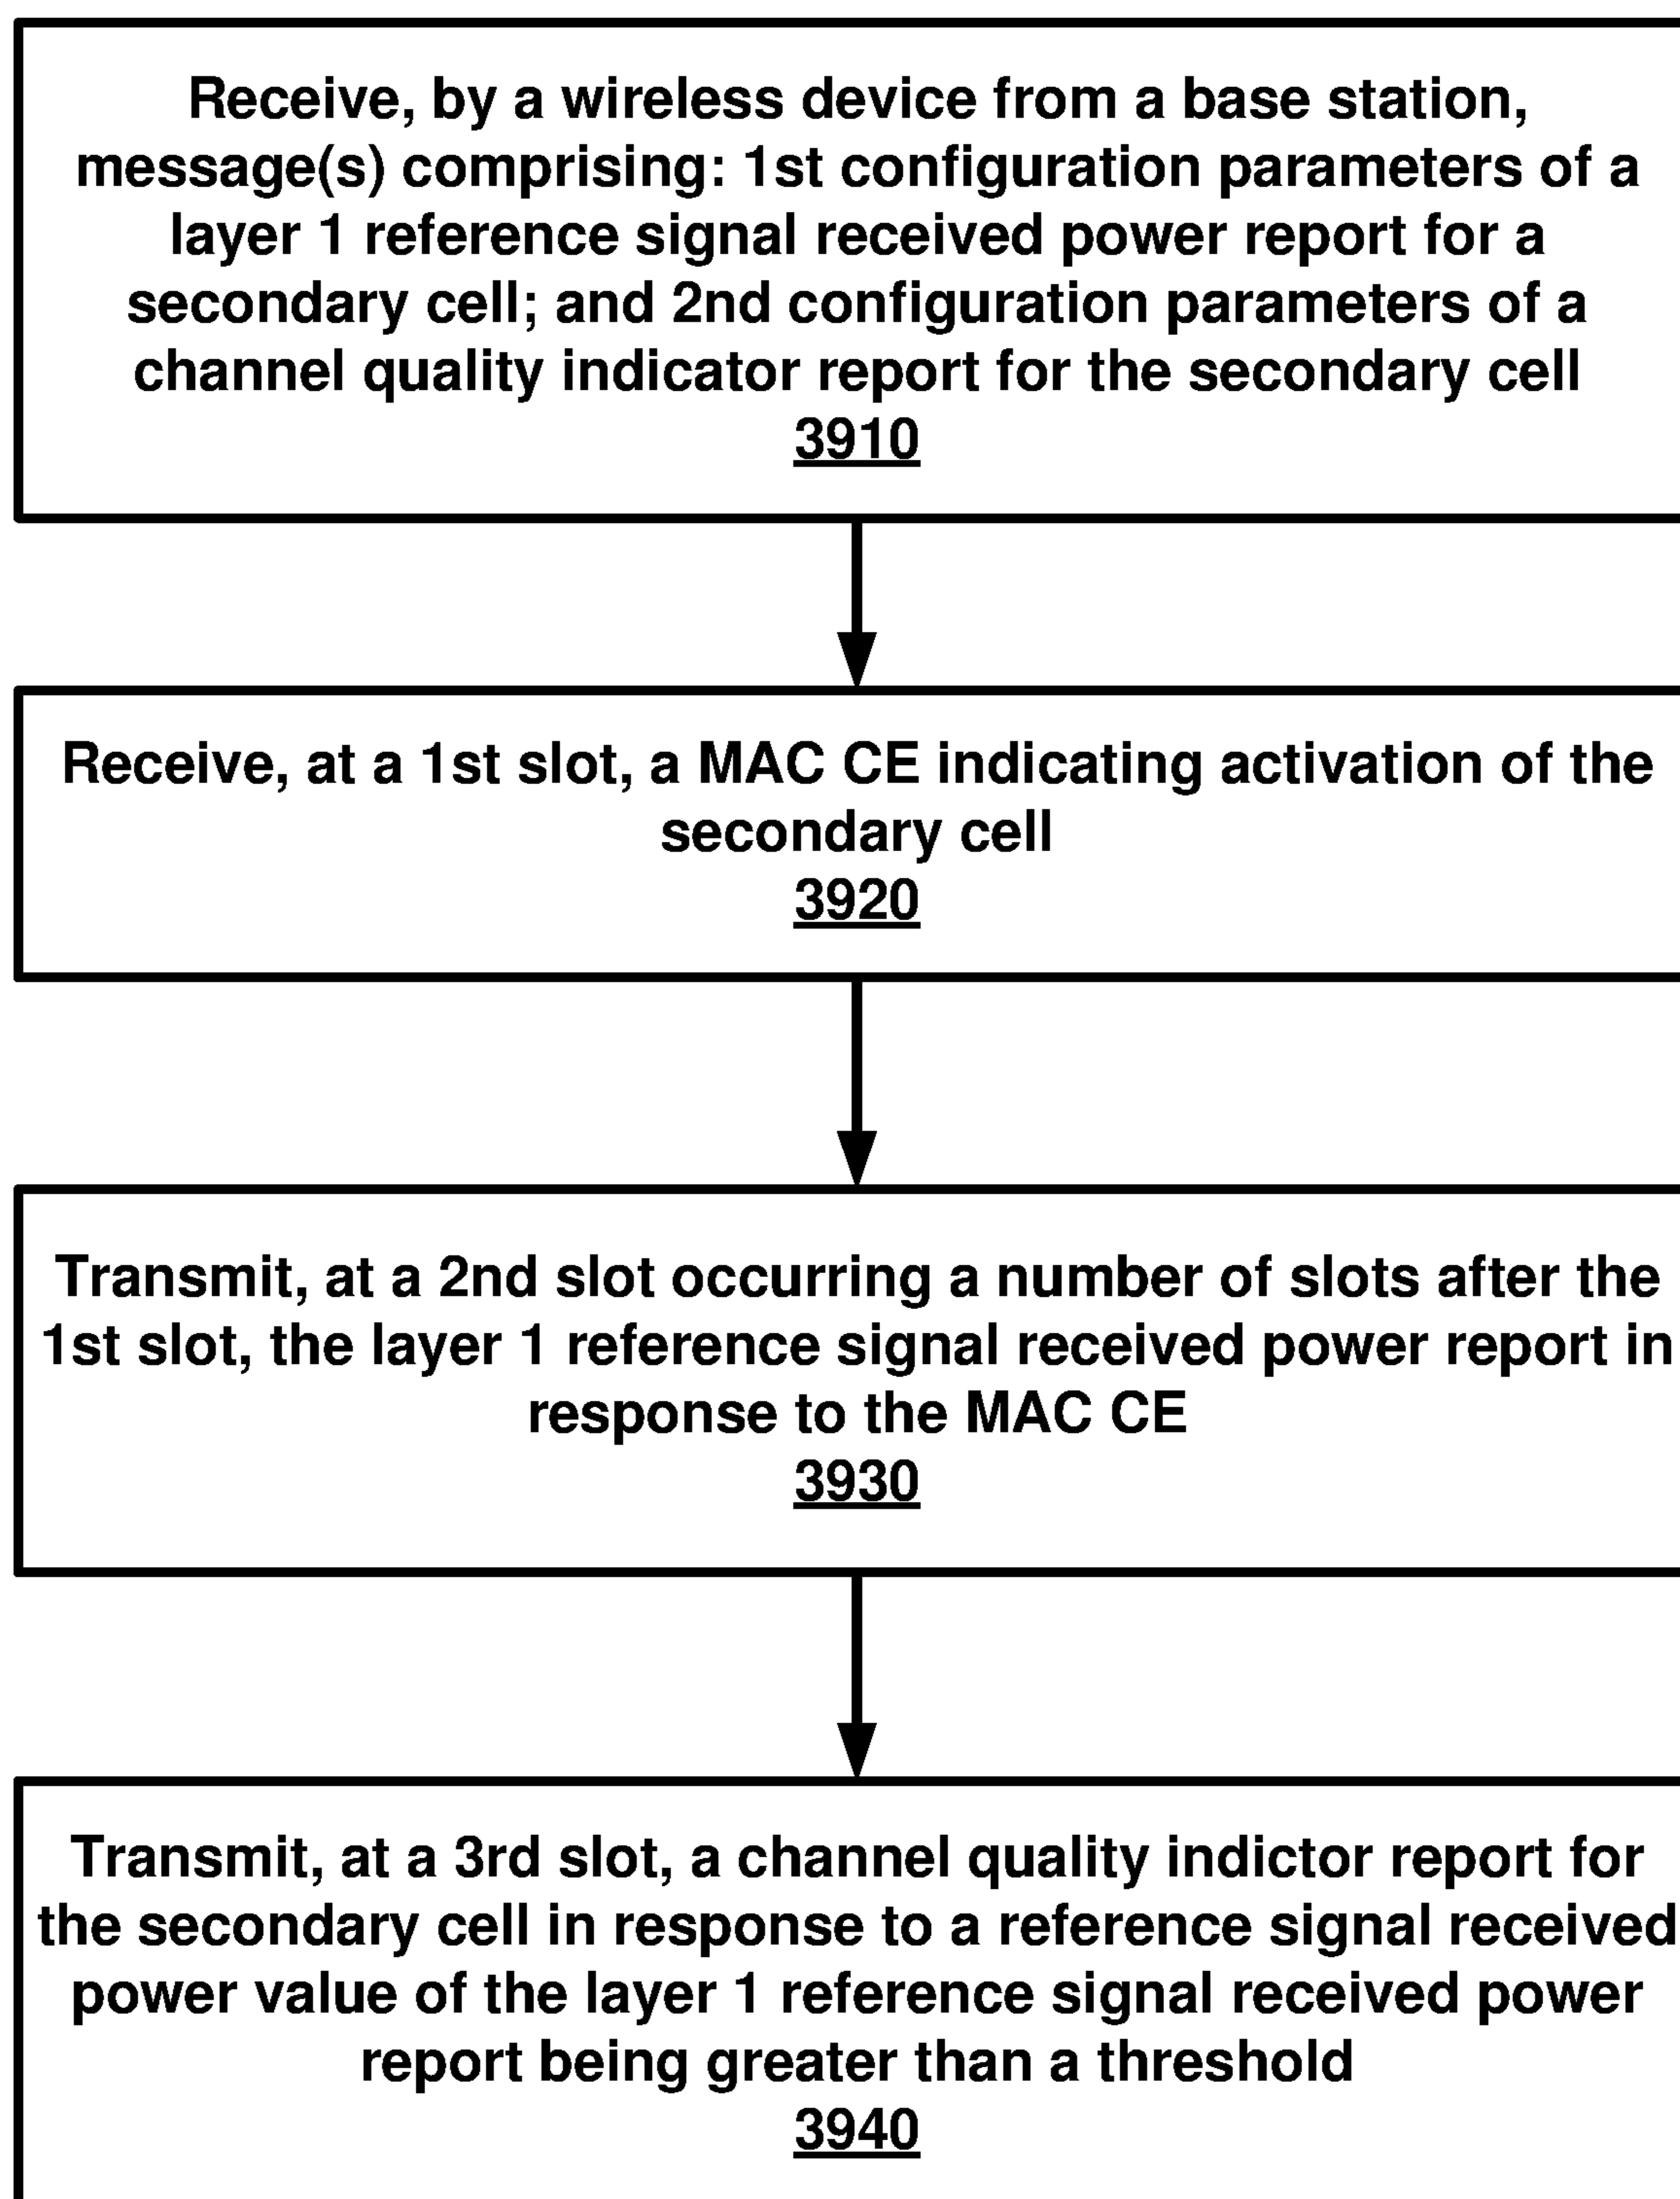 Receive, by a wireless device from a base station,
message(s) comprising: 1st configuration parameters of a
layer 1 reference signal received power report for a
secondary cell; and 2nd configuration parameters of a
channel quality indicator report for the secondary cell
3910
Receive, at a 1st slot, a MAC CE indicating activation of the
secondary cell
3920
Transmit, at a 2nd slot occurring a number of slots after the
1st slot, the layer 1 reference signal received power report in
response to the MAC CE
3930
Transmit, at a 3rd slot, a channel quality indictor report for
the secondary cell in response to a reference signal received
power value of the layer 1 reference signal received power
report being greater than a threshold
3940